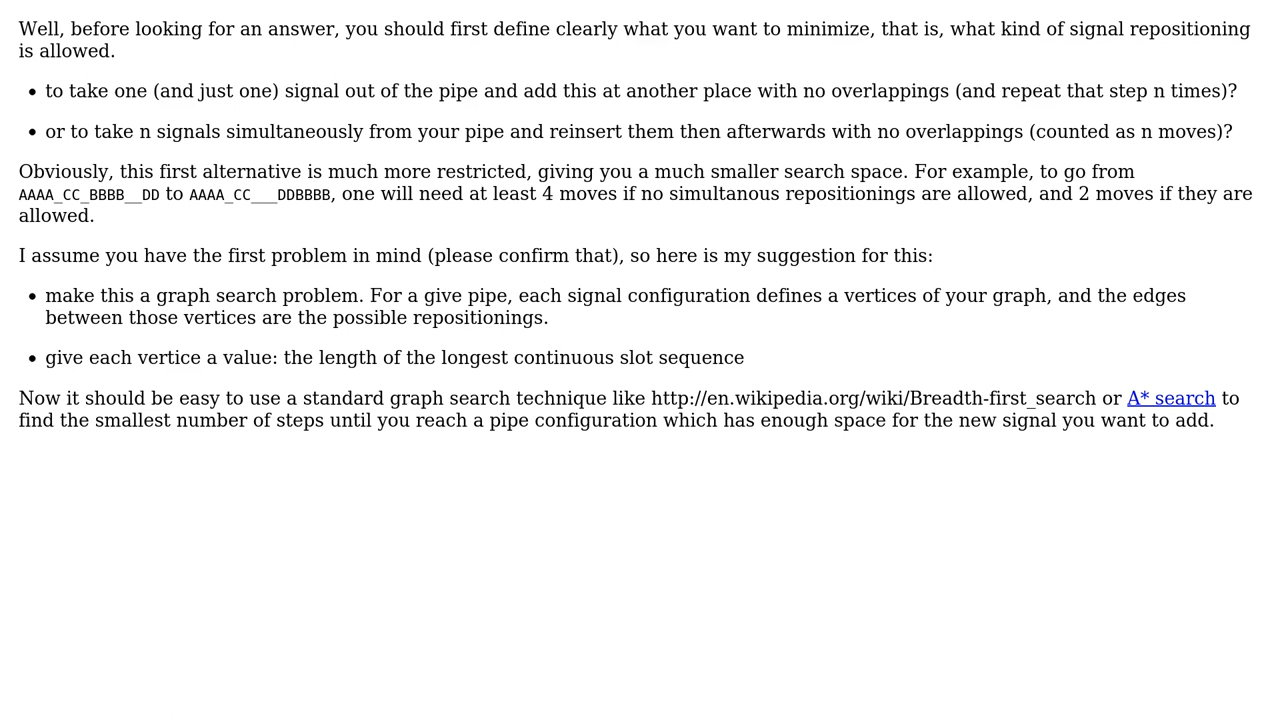 Well, before looking for an answer, you should first define clearly what you want to minimize, that is, what kind of signal repositioning
is allowed.
• to take one (and just one) signal out of the pipe and add this at another place with no overlappings (and repeat that step n times)?
• or to take n signals simultaneously from your pipe and reinsert them then afterwards with no overlappings (counted as n moves)?
Obviously, this first alternative is much more restricted, giving you a much smaller search space. For example, to go from
AAAA_CC_BBBB__DD to AAAA_CC___DDBBBB, one will need at least 4 moves if no simultanous repositionings are allowed, and 2 moves if they are
allowed.
I assume you have the first problem in mind (please confirm that), so here is my suggestion for this:
• make this a graph search problem. For a give pipe, each signal configuration defines a vertices of your graph, and the edges
between those vertices are the possible repositionings.
• give each vertice a value: the length of the longest continuous slot sequence
Now it should be easy to use a standard graph search technique like http://en.wikipedia.org/wiki/Breadth-first_search or A* search to
find the smallest number of steps until you reach a pipe configuration which has enough space for the new signal you want to add.